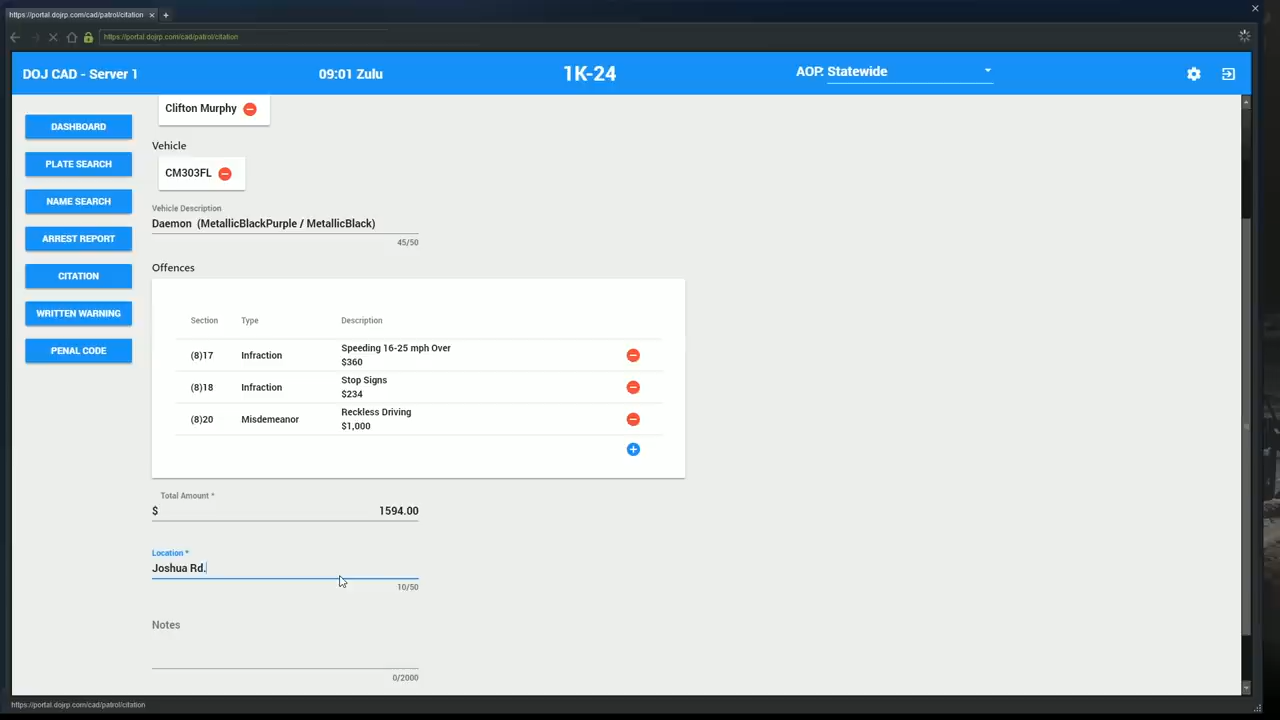 https://portal.dojrp.com/cad/patrol/citation
https://portal.dojrp.com/cad/patrol/citation
DOJ CAD - Server 1
09:01 Zulu
1K-24
AOP: Statewide
DASHBOARD
PLATE SEARCH
NAME SEARCH
ARREST REPORT
CITATION
WRITTEN WARNING
PENAL CODE
Clifton Murphy
Vehicle
CM303FL
Vehicle Description
Daemon (MetallicBlackPurple / MetallicBlack)
45/50
Offences
Section Type Description
(8)17 Infraction Speeding 16-25 mph Over
$360
(8)18 Infraction Stop Signs
$234
(8)20 Misdemeanor Reckless Driving
$1,000
Total Amount *
$ 1594.00
Location *
Joshua Rd.
10/50
Notes
0/2000
https://portal.dojrp.com/cad/patrol/citation